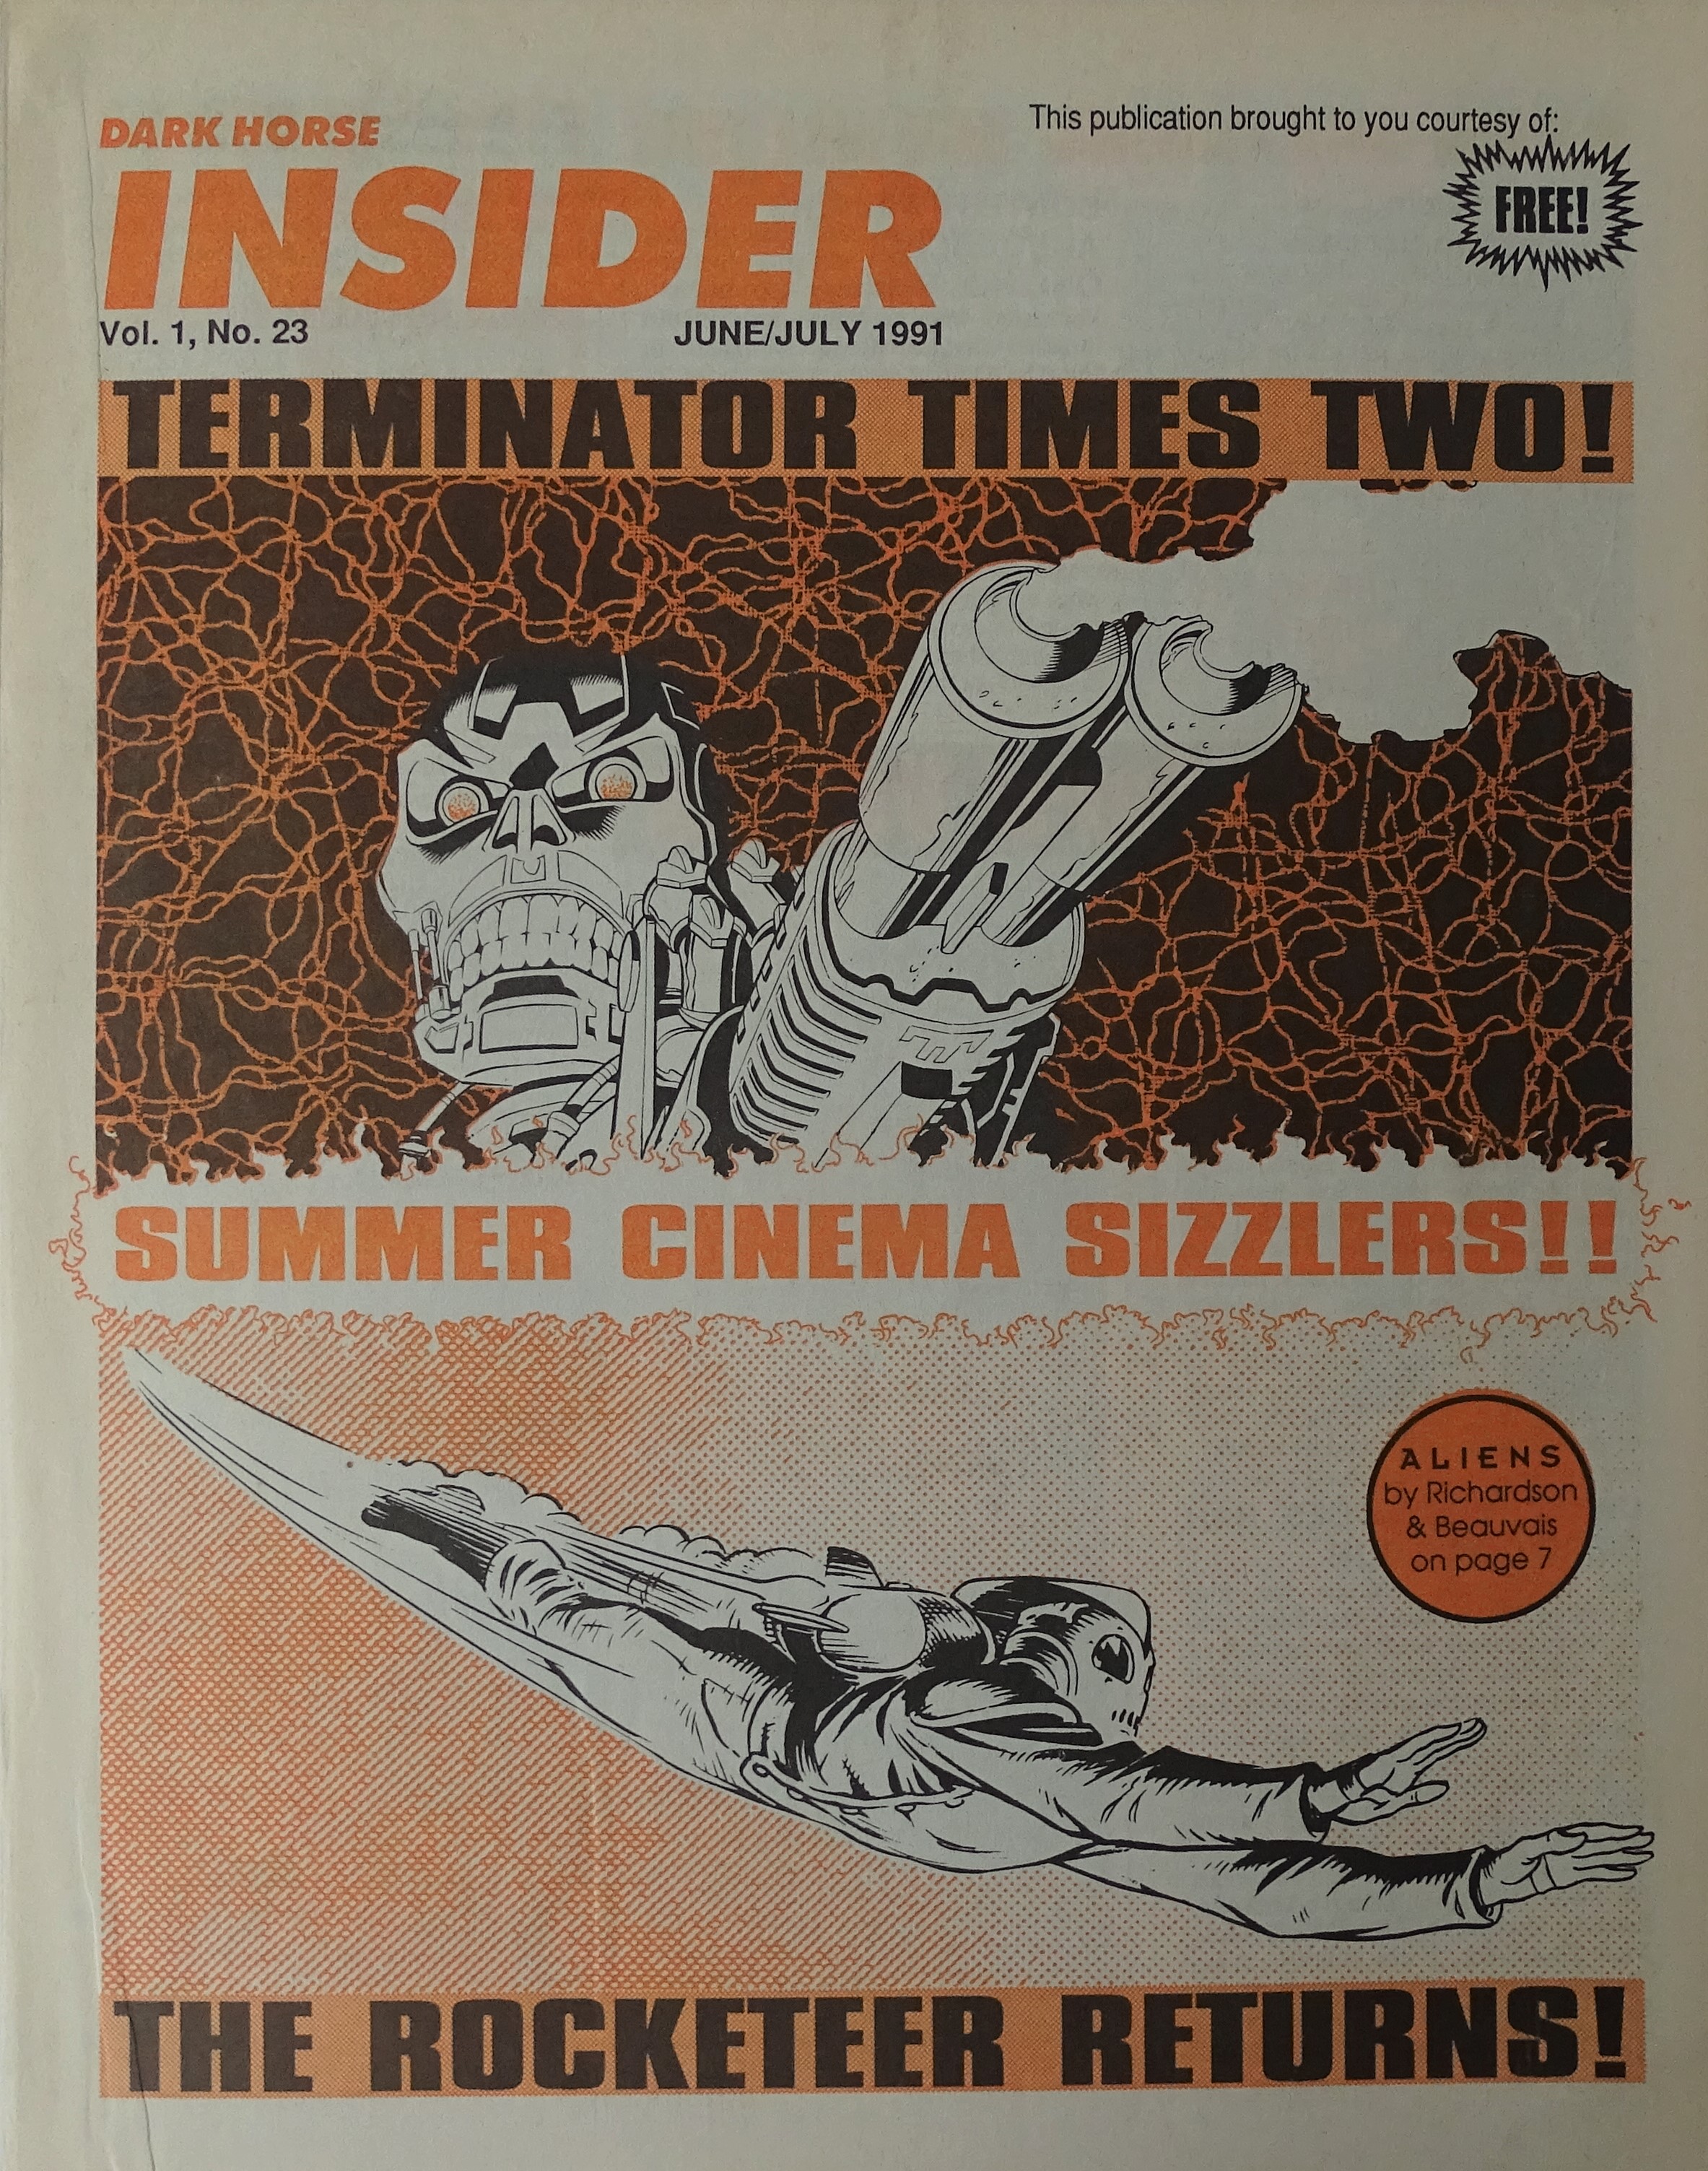 DARK HORSE
INSIDER
Vol. 1, No. 23
JUNE/JULY 1991
This publication brought to you courtesy of:
FREE!
TERMINATOR TIMES TWO!
SUMMER CINEMA SIZZLERS!!
ALIENS
by Richardson
& Beauvais
on page 7
THE ROCKETEER RETURNS!